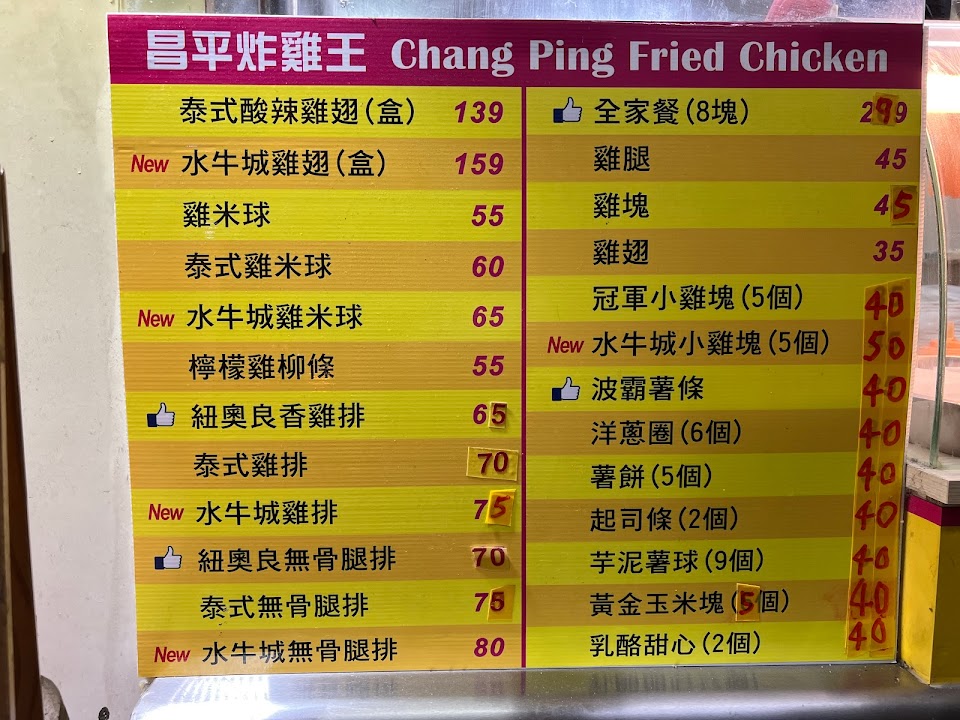 昌平炸雞王 Chang Ping Fried Chicken
泰式酸辣雞翅(盒) 139
New 水牛城雞翅(盒) 159
雞米球 55
泰式雞米球 60
New 水牛城雞米球 65
檸檬雞柳條 55
紐奧良香雞排 65
泰式雞排 70
New 水牛城雞排 75
紐奧良無骨腿排 70
泰式無骨腿排 75
New 水牛城無骨腿排 80
全家餐(8塊) 299
雞腿 45
雞塊 45
雞翅 35
冠軍小雞塊(5個) 40
New 水牛城小雞塊(5個) 50
波霸薯條 40
洋蔥圈(6個) 40
薯餅(5個) 40
起司條(2個) 40
芋泥薯球(9個) 40
黃金玉米塊(5個) 40
乳酪甜心(2個) 40